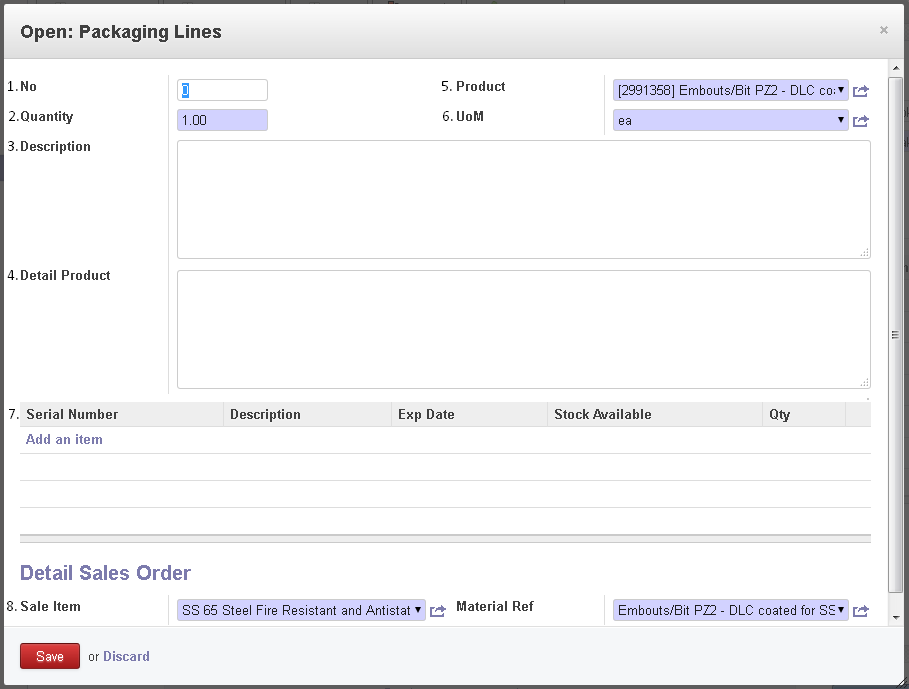 Open: Packaging Lines
×
1. No
0
5. Product
[2991358] Embouts/Bit PZ2 - DLC co
2. Quantity
1.00
6. UoM
ea
3. Description
4. Detail Product
7. Serial Number Description Exp Date Stock Available Qty
Add an item
Detail Sales Order
8. Sale Item
SS 65 Steel Fire Resistant and Antistat
Material Ref
Embouts/Bit PZ2 - DLC coated for SS
Save or Discard